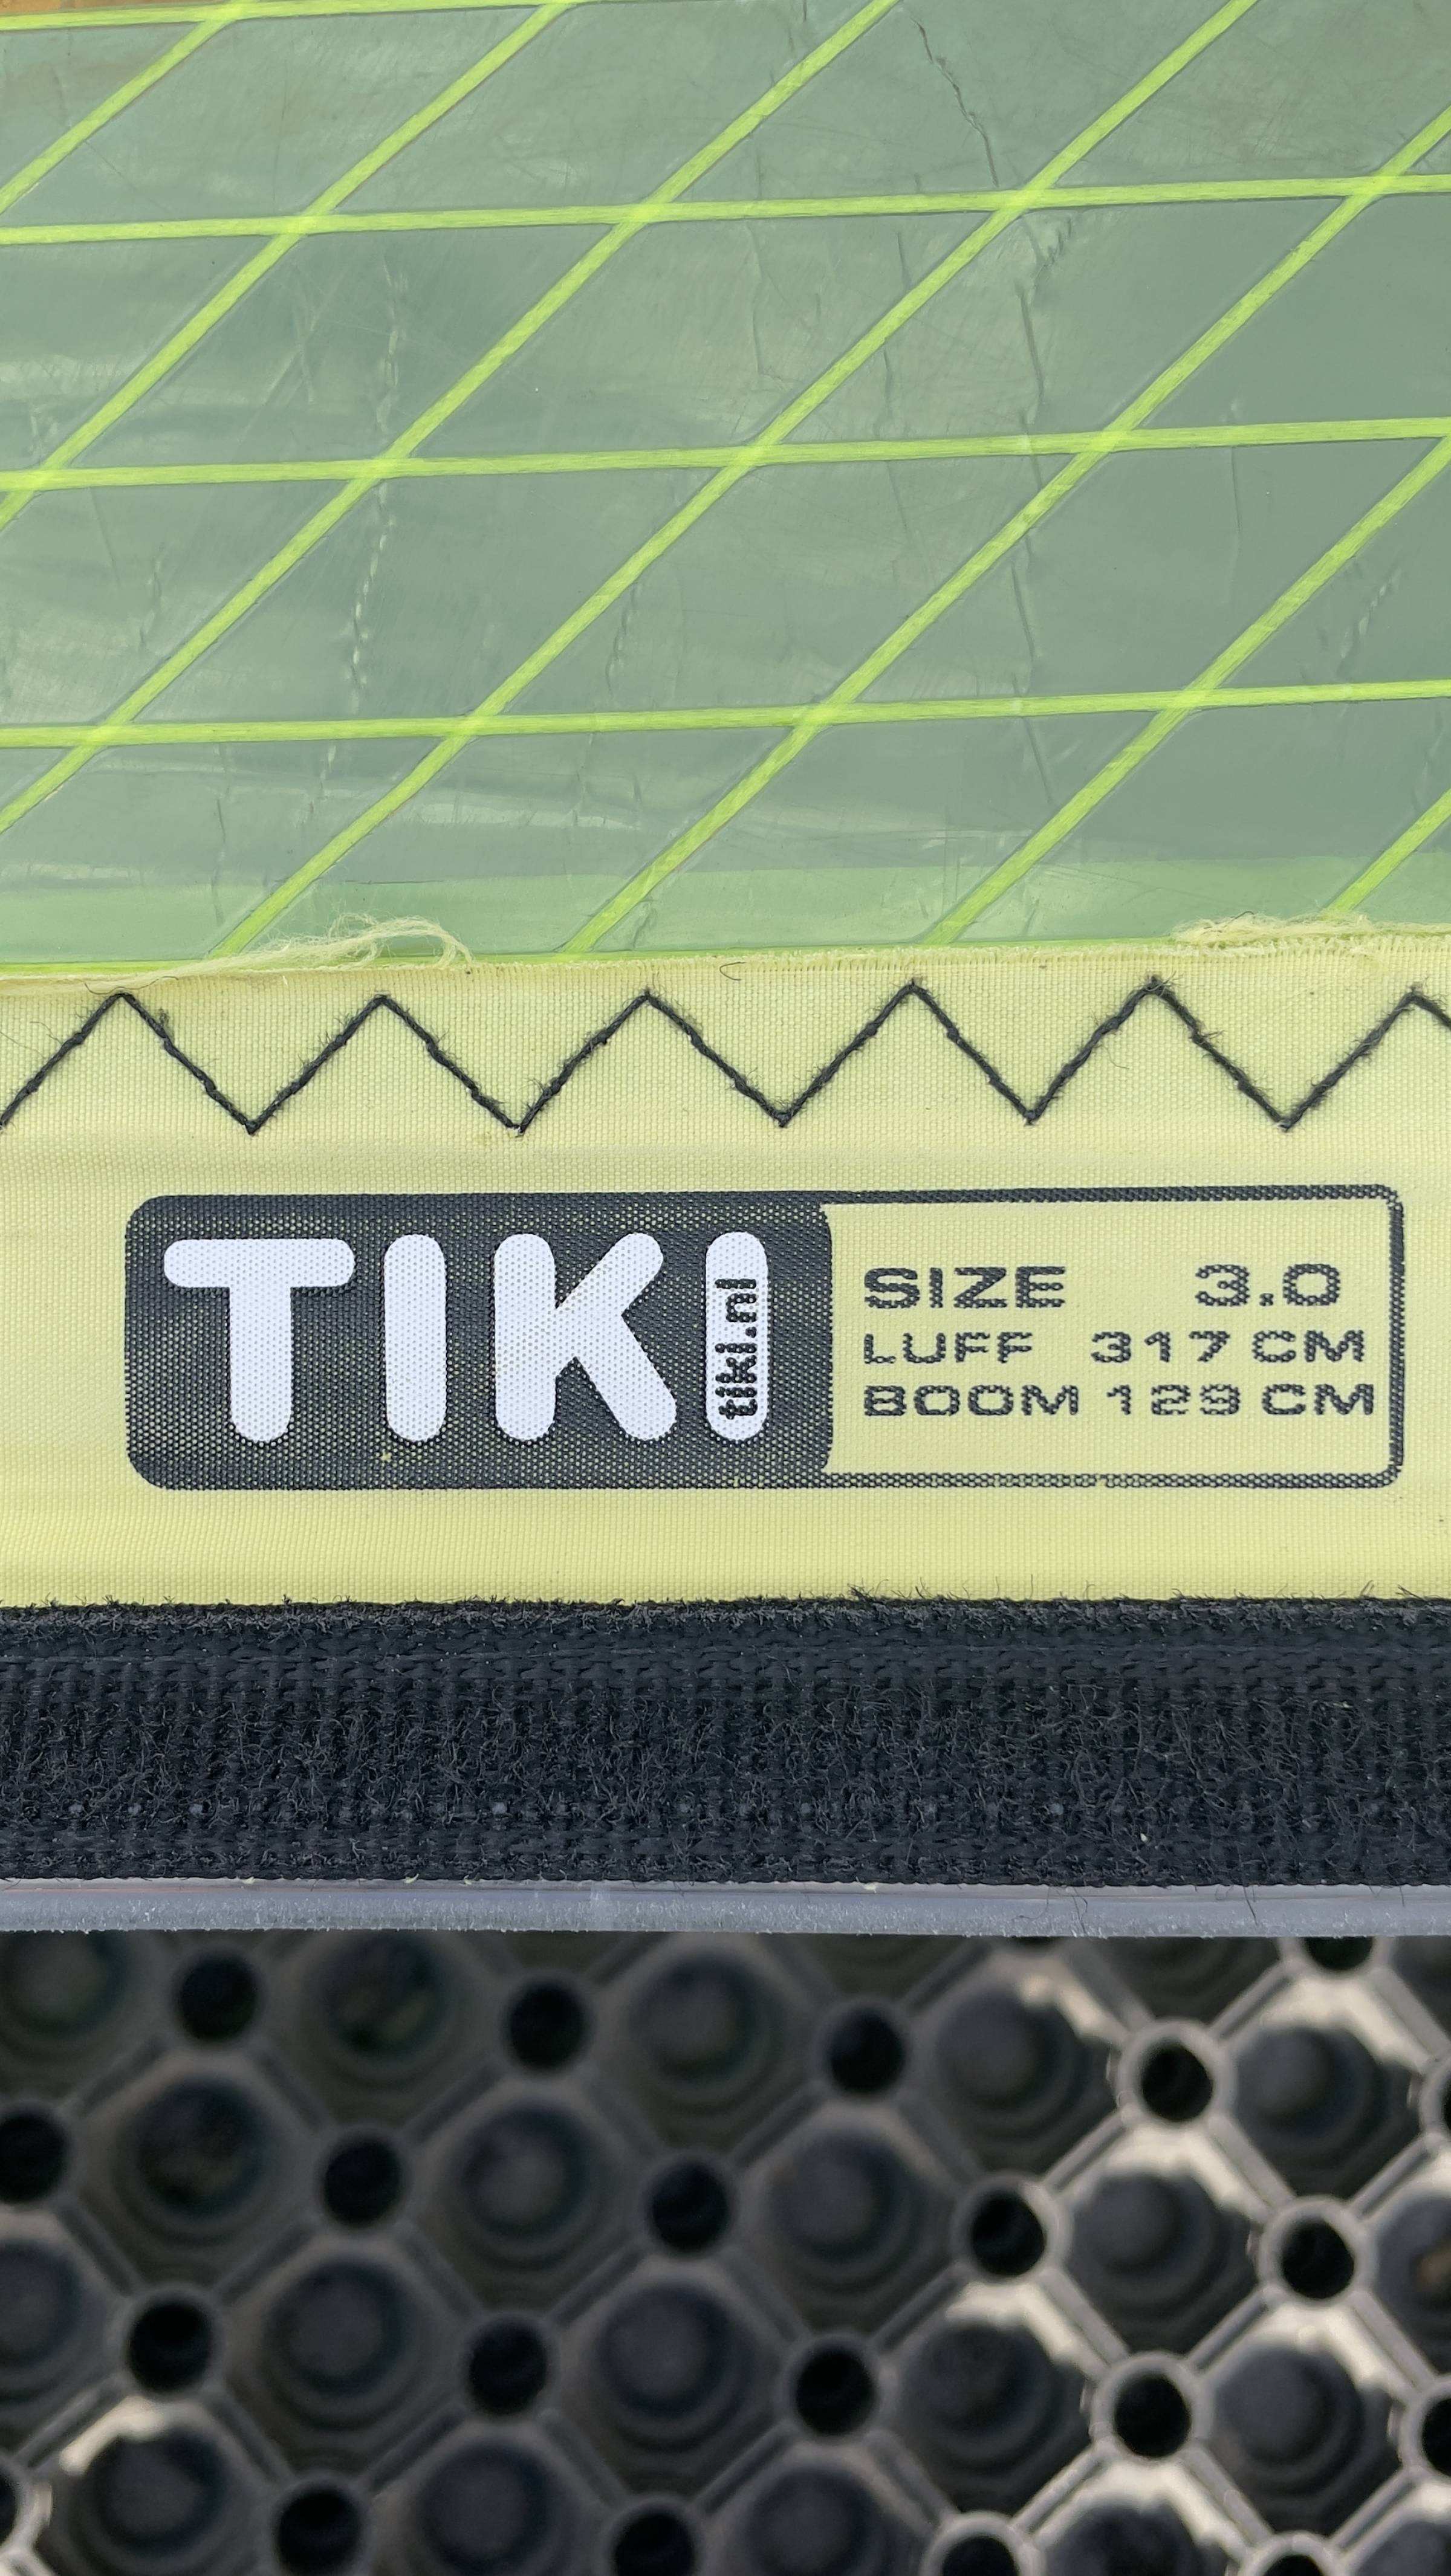 TIKI
tiki.nl
SIZE 3.0
LUFF 317 CM
BOOM 129 CM